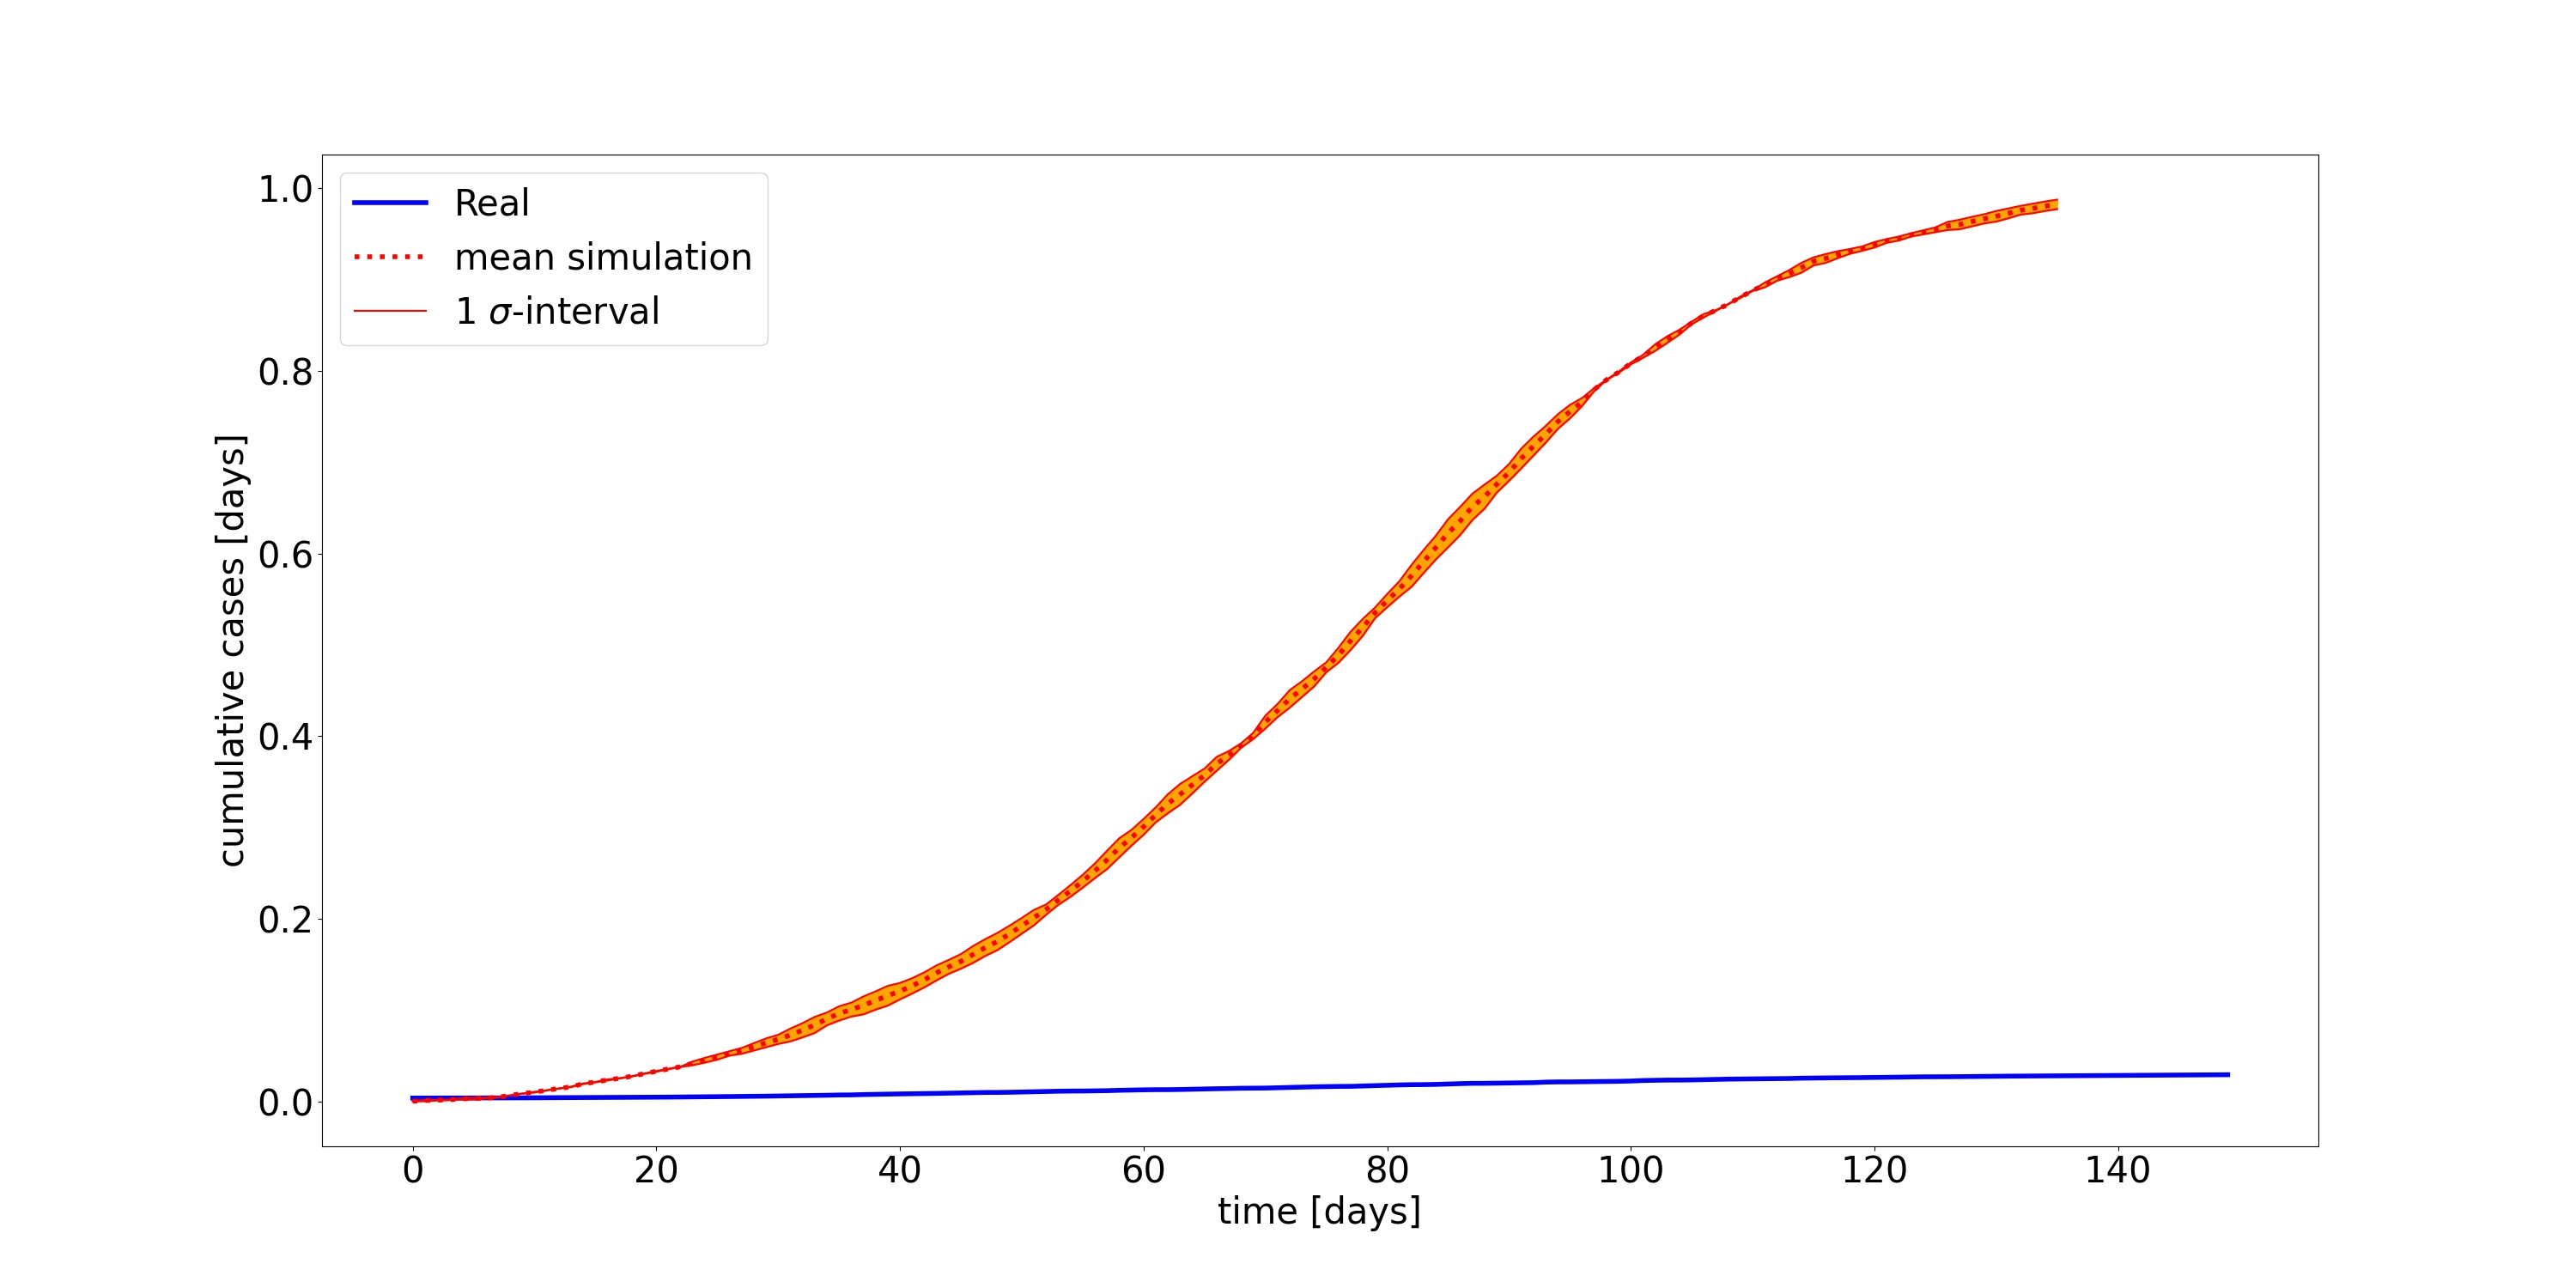 Real
mean simulation
1 σ-interval
1.0
0.8
0.6
0.4
0.2
0.0
cumulative cases [days]
0 20 40 60 80 100 120 140
time [days]